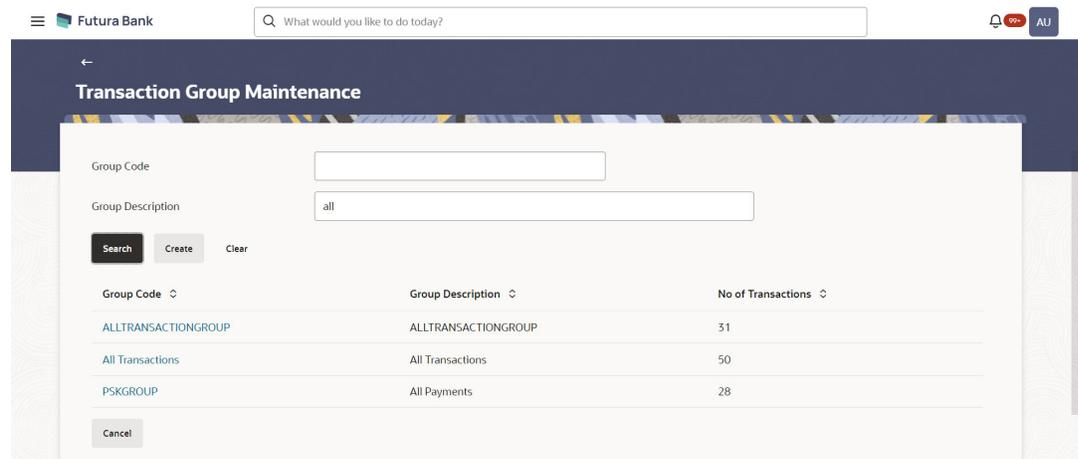 Futura Bank
What would you like to do today?
99+
AU
Transaction Group Maintenance
Group Code
Group Description all
Search Create Clear
Group Code Group Description No of Transactions
ALLTRANSACTIONGROUP ALLTRANSACTIONGROUP 31
All Transactions All Transactions 50
PSKGROUP All Payments 28
Cancel